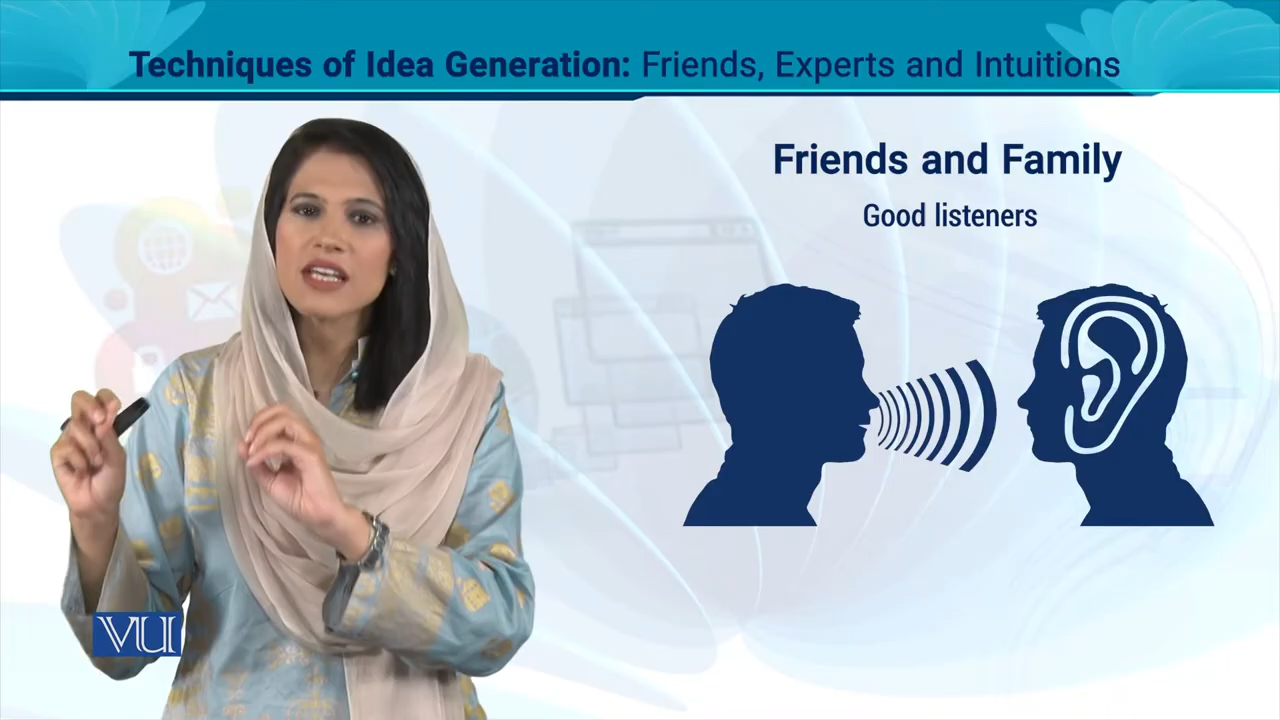 Techniques of Idea Generation: Friends, Experts and Intuitions
Friends and Family
Good listeners
VU